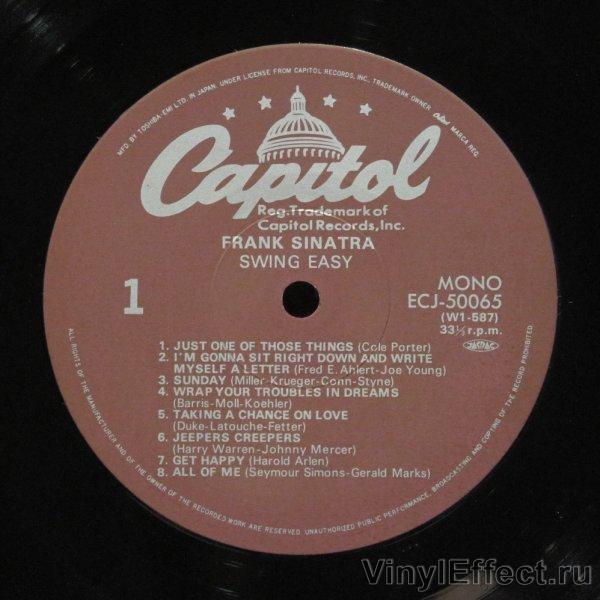 MFD. BY TOSHIBA-EMI LTD. IN JAPAN. UNDER LICENSE FROM CAPITOL RECORDS, INC., TRADEMARK OWNER Capitol MARCA REG.
Capitol
Reg.Trademark of
Capitol Records,Inc.
FRANK SINATRA
SWING EASY
1
MONO
ECJ-50065
(W1-587)
33⅓r.p.m.
JASRAC
1. JUST ONE OF THOSE THINGS (Cole Porter)
2. I'M GONNA SIT RIGHT DOWN AND WRITE
MYSELF A LETTER (Fred E. Ahlert-Joe Young)
3. SUNDAY (Miller-Krueger-Conn-Styne)
4. WRAP YOUR TROUBLES IN DREAMS
(Barris-Moll-Koehler)
5. TAKING A CHANCE ON LOVE
(Duke-Latouche-Fetter)
6. JEEPERS CREEPERS
(Harry Warren-Johnny Mercer)
7. GET HAPPY (Harold Arlen)
8. ALL OF ME (Seymour Simons-Gerald Marks)
ALL RIGHTS OF THE MANUFACTURER AND OF THE OWNER OF THE RECORDED WORK ARE RESERVED. UNAUTHORIZED PUBLIC PERFORMANCE, BROADCASTING AND COPYING OF THE RECORD PROHIBITED
VinylEffect.ru